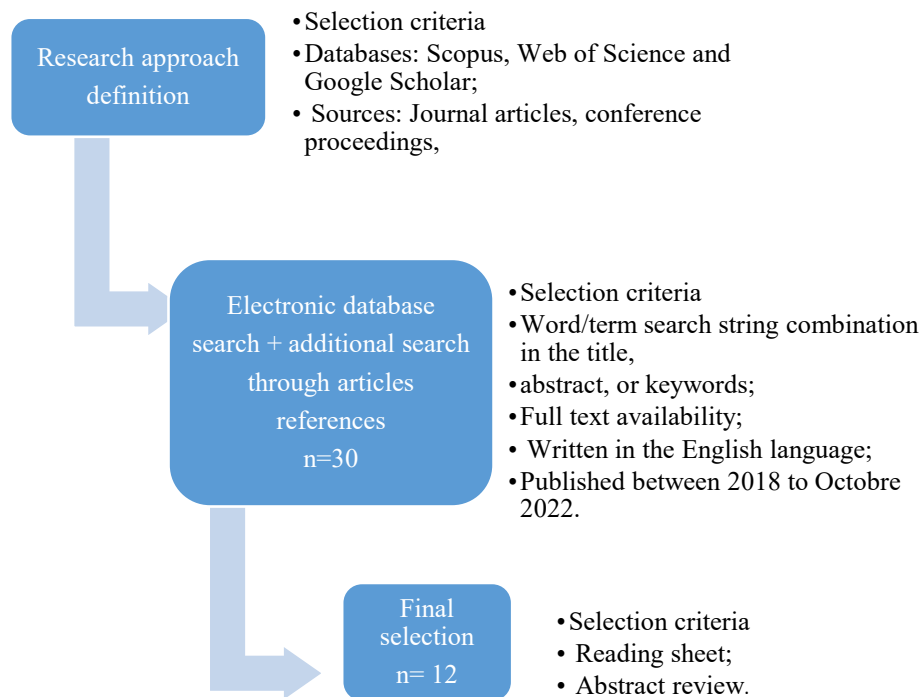 Research approach
definition
•Selection criteria
•Databases: Scopus, Web of Science and
Google Scholar;
• Sources: Journal articles, conference
proceedings,
Electronic database
search + additional search
through articles
references
n=30
•Selection criteria
•Word/term search string combination
in the title,
•abstract, or keywords;
•Full text availability;
• Written in the English language;
•Published between 2018 to Octobre
2022.
Final
selection
n= 12
•Selection criteria
• Reading sheet;
• Abstract review.